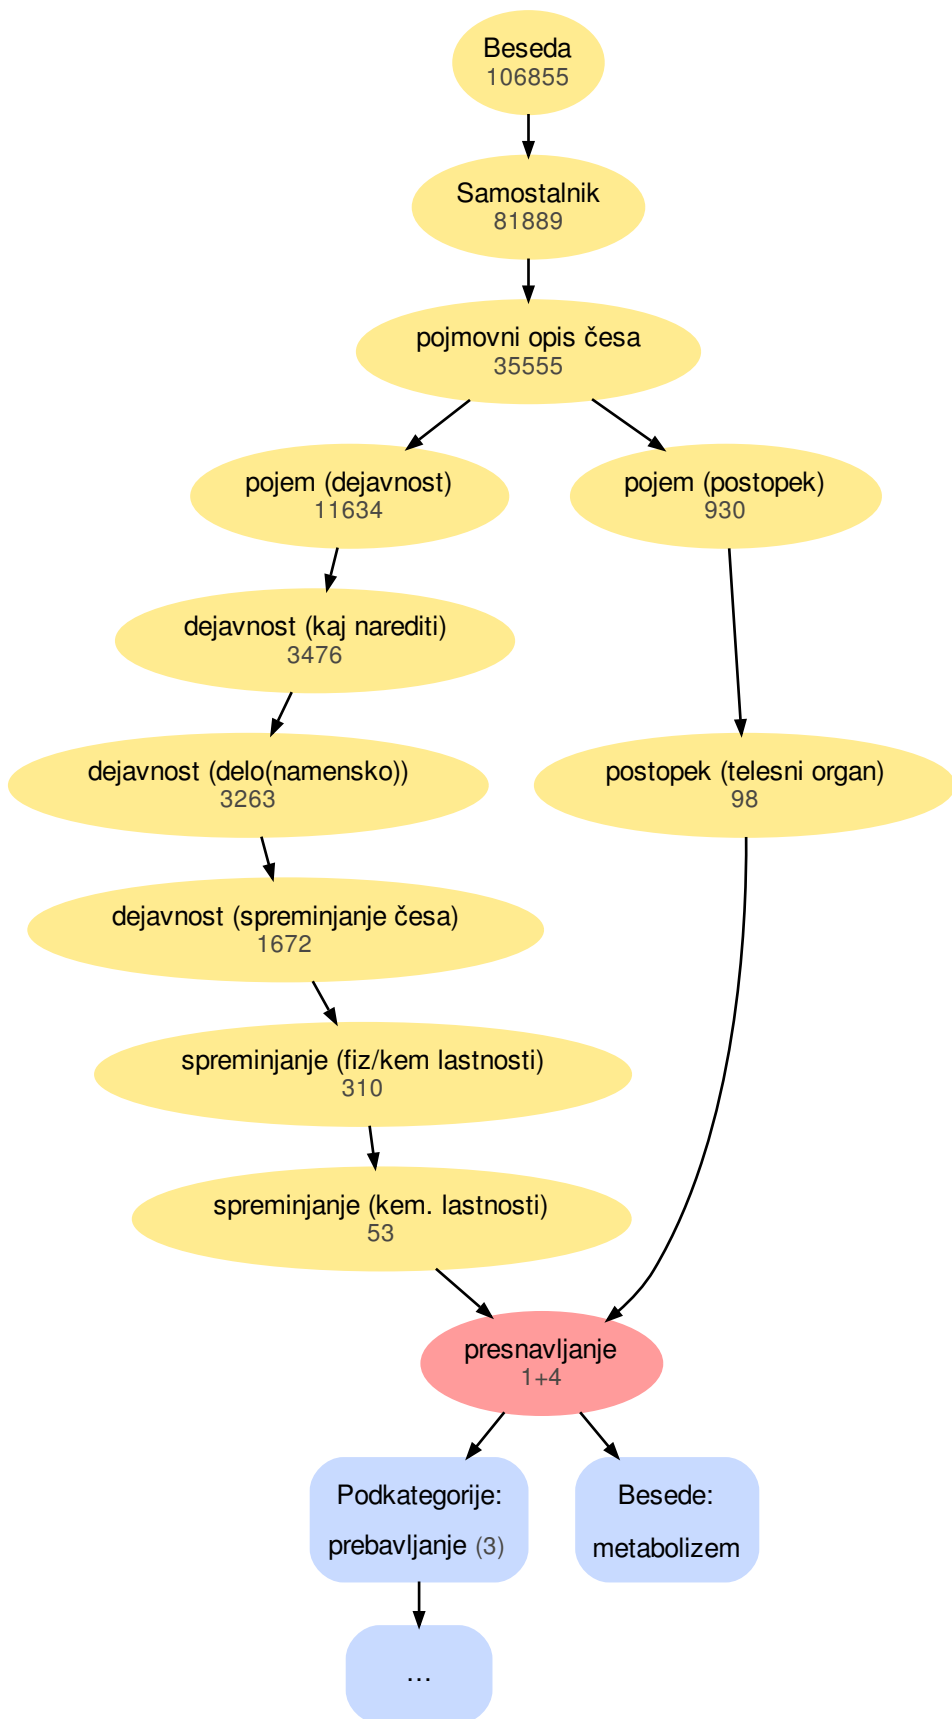 Beseda
106855
Samostalnik
81889
pojmovni opis česa
35555
pojem (dejavnost)
11634
pojem (postopek)
930
dejavnost (kaj narediti)
3476
dejavnost (delo(namensko))
3263
postopek (telesni organ)
98
dejavnost (spreminjanje česa)
1672
spreminjanje (fiz/kem lastnosti)
310
spreminjanje (kem. lastnosti)
53
presnavljanje
1+4
Podkategorije:
prebavljanje (3)
Besede:
metabolizem
...